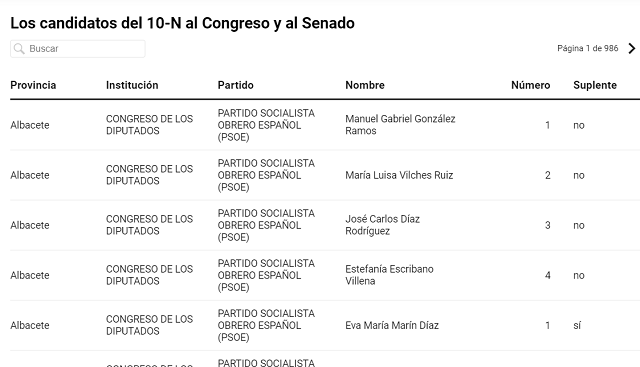 Los candidatos del 10-N al Congreso y al Senado
Buscar
Página 1 de 986
Provincia Institución Partido Nombre Número Suplente
Albacete
CONGRESO DE LOS
DIPUTADOS
PARTIDO SOCIALISTA
OBRERO ESPAÑOL
(PSOE)
Manuel Gabriel González
Ramos
1
no
Albacete
CONGRESO DE LOS
DIPUTADOS
PARTIDO SOCIALISTA
OBRERO ESPAÑOL
(PSOE)
María Luisa Vilches Ruiz
2
no
Albacete
CONGRESO DE LOS
DIPUTADOS
PARTIDO SOCIALISTA
OBRERO ESPAÑOL
(PSOE)
José Carlos Díaz
Rodríguez
3
no
Albacete
CONGRESO DE LOS
DIPUTADOS
PARTIDO SOCIALISTA
OBRERO ESPAÑOL
(PSOE)
Estefanía Escribano
Villena
4
no
Albacete
CONGRESO DE LOS
DIPUTADOS
PARTIDO SOCIALISTA
OBRERO ESPAÑOL
(PSOE)
Eva María Marín Díaz
1
sí
CONGRESO DE LOS
PARTIDO SOCIALISTA